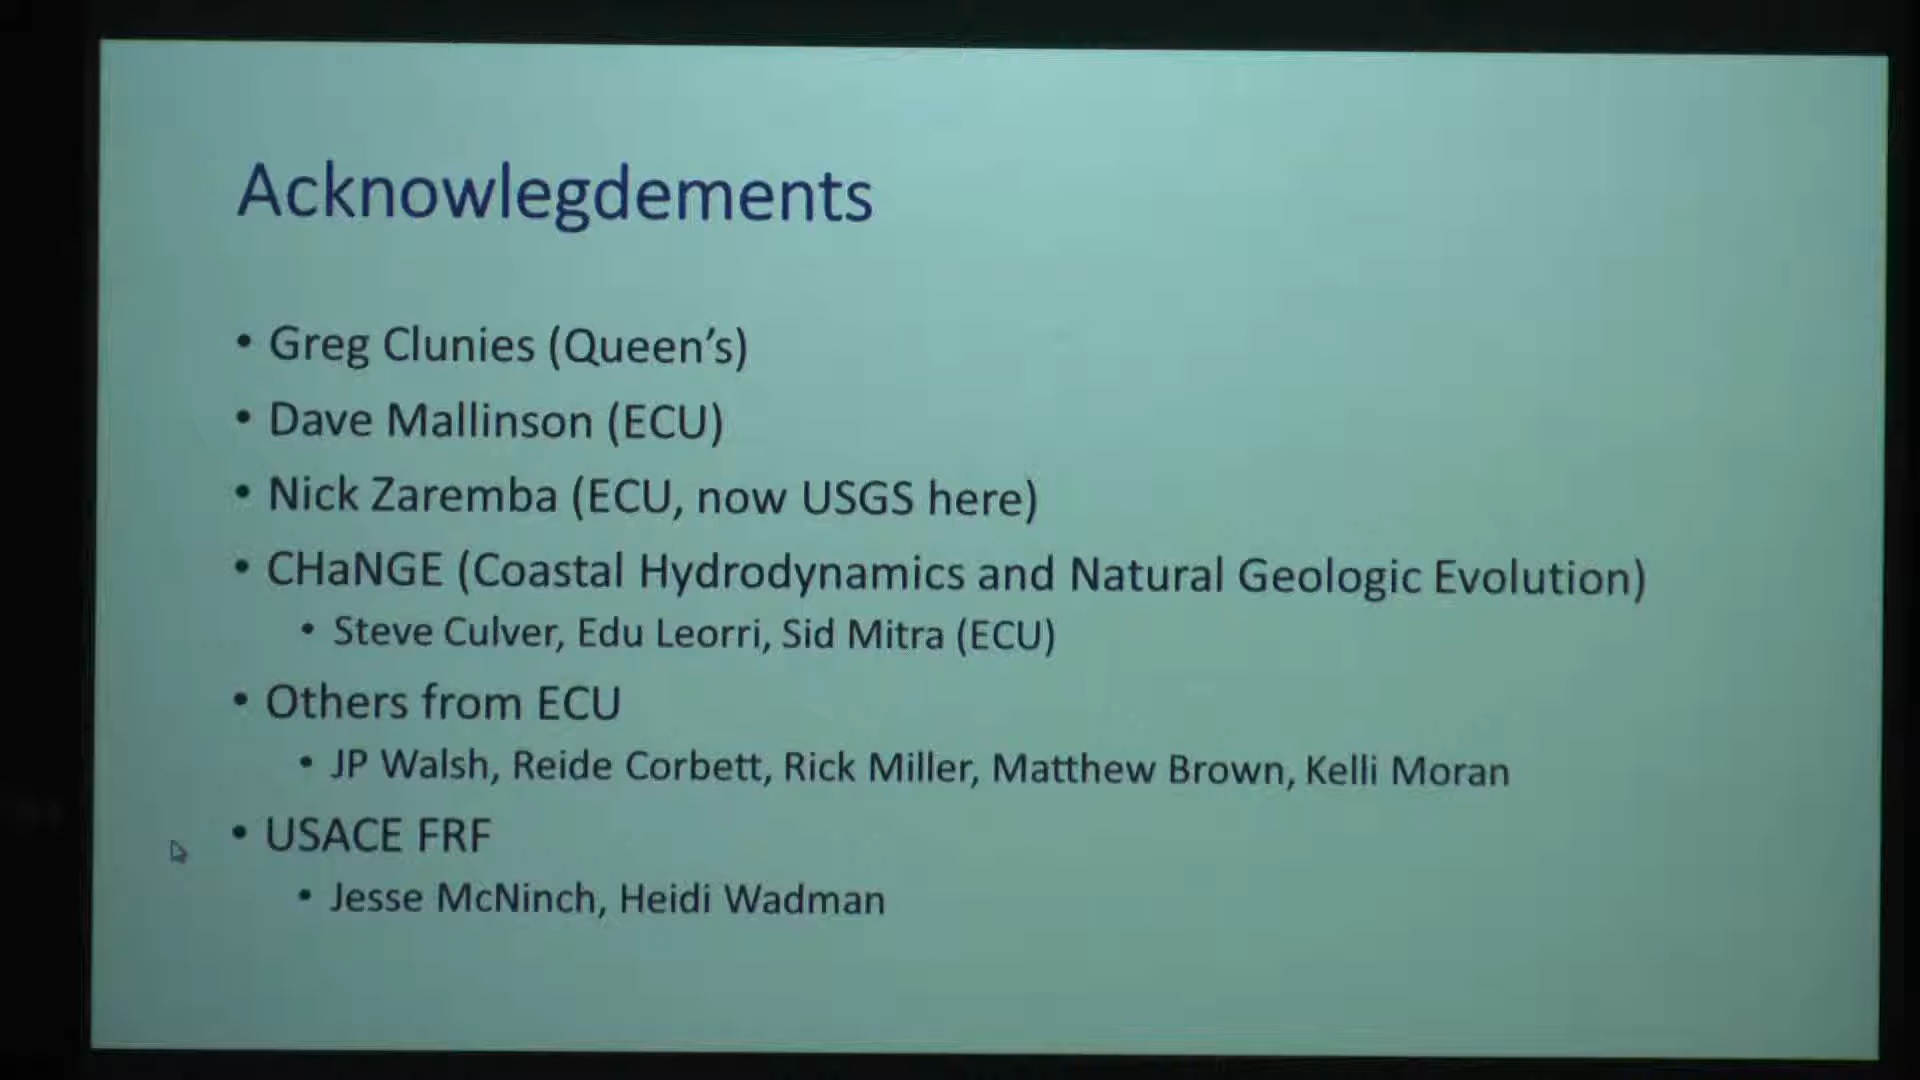 Acknowlegdements
• Greg Clunies (Queen’s)
• Dave Mallinson (ECU)
• Nick Zaremba (ECU, now USGS here)
• CHaNGE (Coastal Hydrodynamics and Natural Geologic Evolution)
• Steve Culver, Edu Leorri, Sid Mitra (ECU)
• Others from ECU
• JP Walsh, Reide Corbett, Rick Miller, Matthew Brown, Kelli Moran
• USACE FRF
• Jesse McNinch, Heidi Wadman